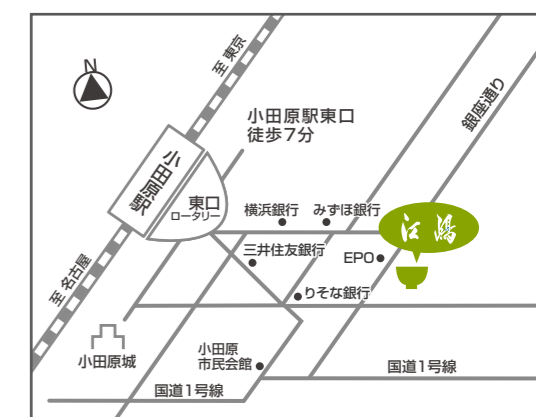 N
至 東京
小田原駅東口
徒歩7分
銀座通り
小田原駅
東口
ロータリー
横浜銀行
みずほ銀行
江嶋
三井住友銀行
EPO
至 名古屋
りそな銀行
小田原城
小田原
市民会館
国道1号線
国道1号線